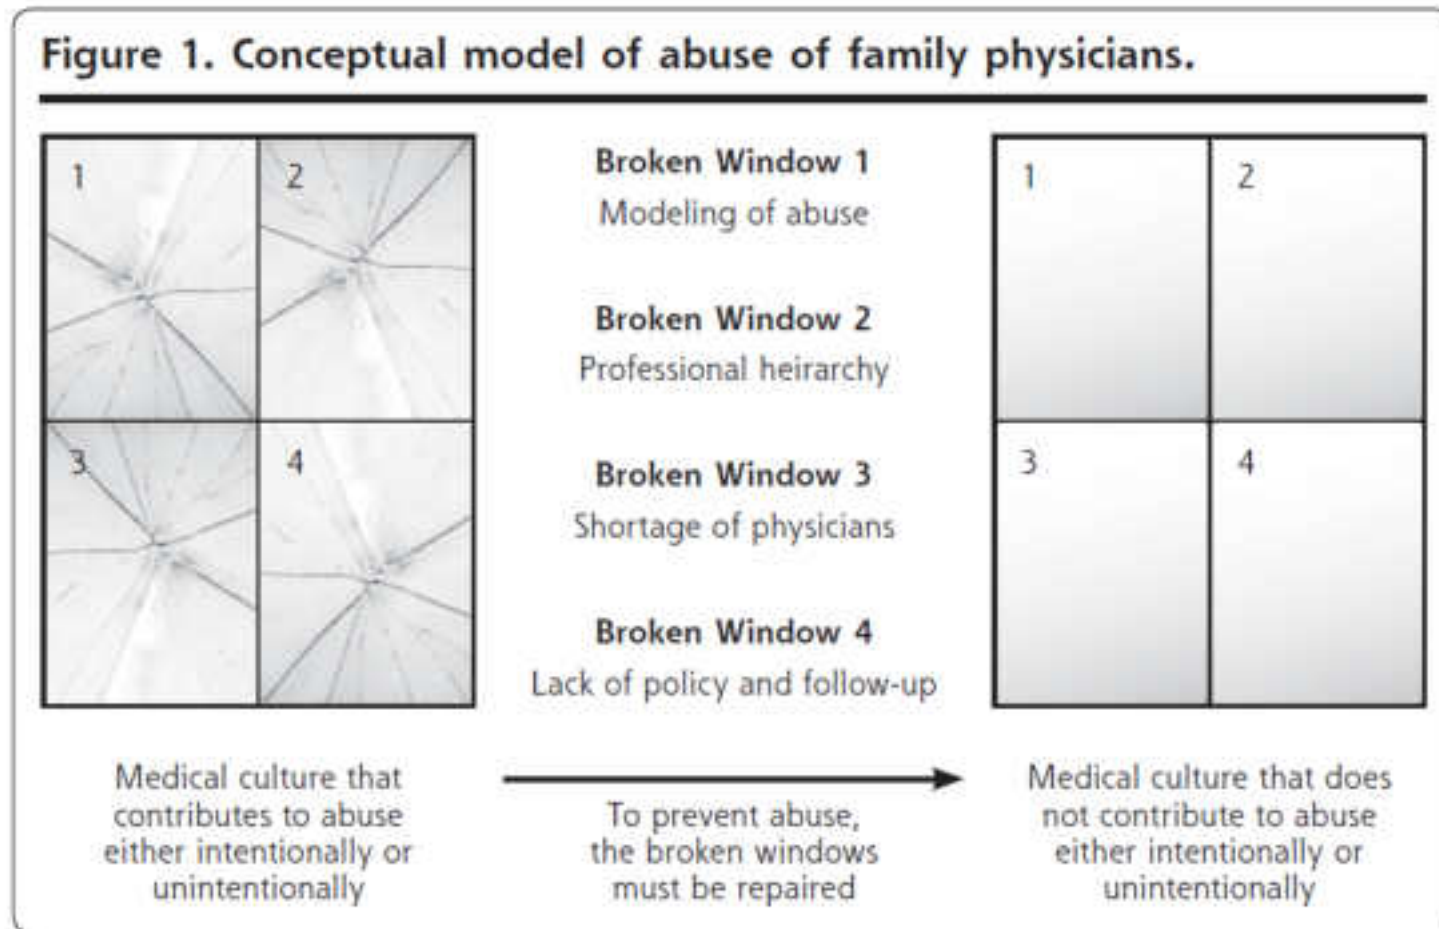 Figure 1. Conceptual model of abuse of family physicians.
1
2
3
4
Broken Window 1
Modeling of abuse
Broken Window 2
Professional heirarchy
Broken Window 3
Shortage of physicians
Broken Window 4
Lack of policy and follow-up
1
2
3
4
Medical culture that
contributes to abuse
either intentionally or
unintentionally
To prevent abuse,
the broken windows
must be repaired
Medical culture that does
not contribute to abuse
either intentionally or
unintentionally